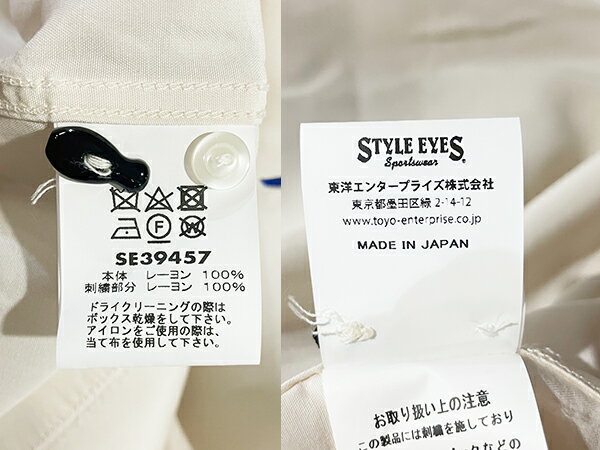 SE39457
本体 レーヨン 100%
刺繍部分 レーヨン 100%
ドライクリーニングの際は
ボックス乾燥をして下さい。
アイロンをご使用の際は、
当て布を使用して下さい。
STYLE EYES
Sportswear
東洋エンタープライズ株式会社
東京都墨田区緑 2-14-12
www.toyo-enterprise.co.jp
MADE IN JAPAN
お取り扱い上の注意
この製品には刺繍を施しており
などの